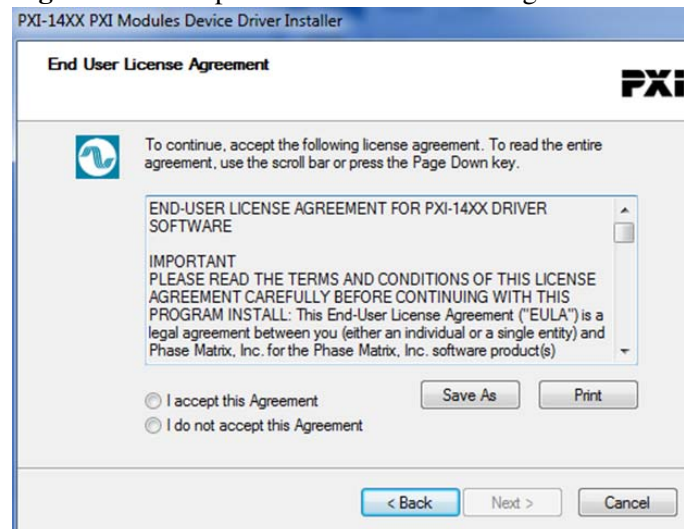 PXI-14XX PXI Modules Device Driver Installer
End User License Agreement
PXI
To continue, accept the following license agreement. To read the entire
agreement, use the scroll bar or press the Page Down key.
END-USER LICENSE AGREEMENT FOR PXI-14XX DRIVER
SOFTWARE
IMPORTANT
PLEASE READ THE TERMS AND CONDITIONS OF THIS LICENSE
AGREEMENT CAREFULLY BEFORE CONTINUING WITH THIS
PROGRAM INSTALL: This End-User License Agreement ("EULA") is a
legal agreement between you (either an individual or a single entity) and
Phase Matrix, Inc. for the Phase Matrix, Inc. software product(s)
Save As Print
I accept this Agreement
I do not accept this Agreement
< Back Next > Cancel